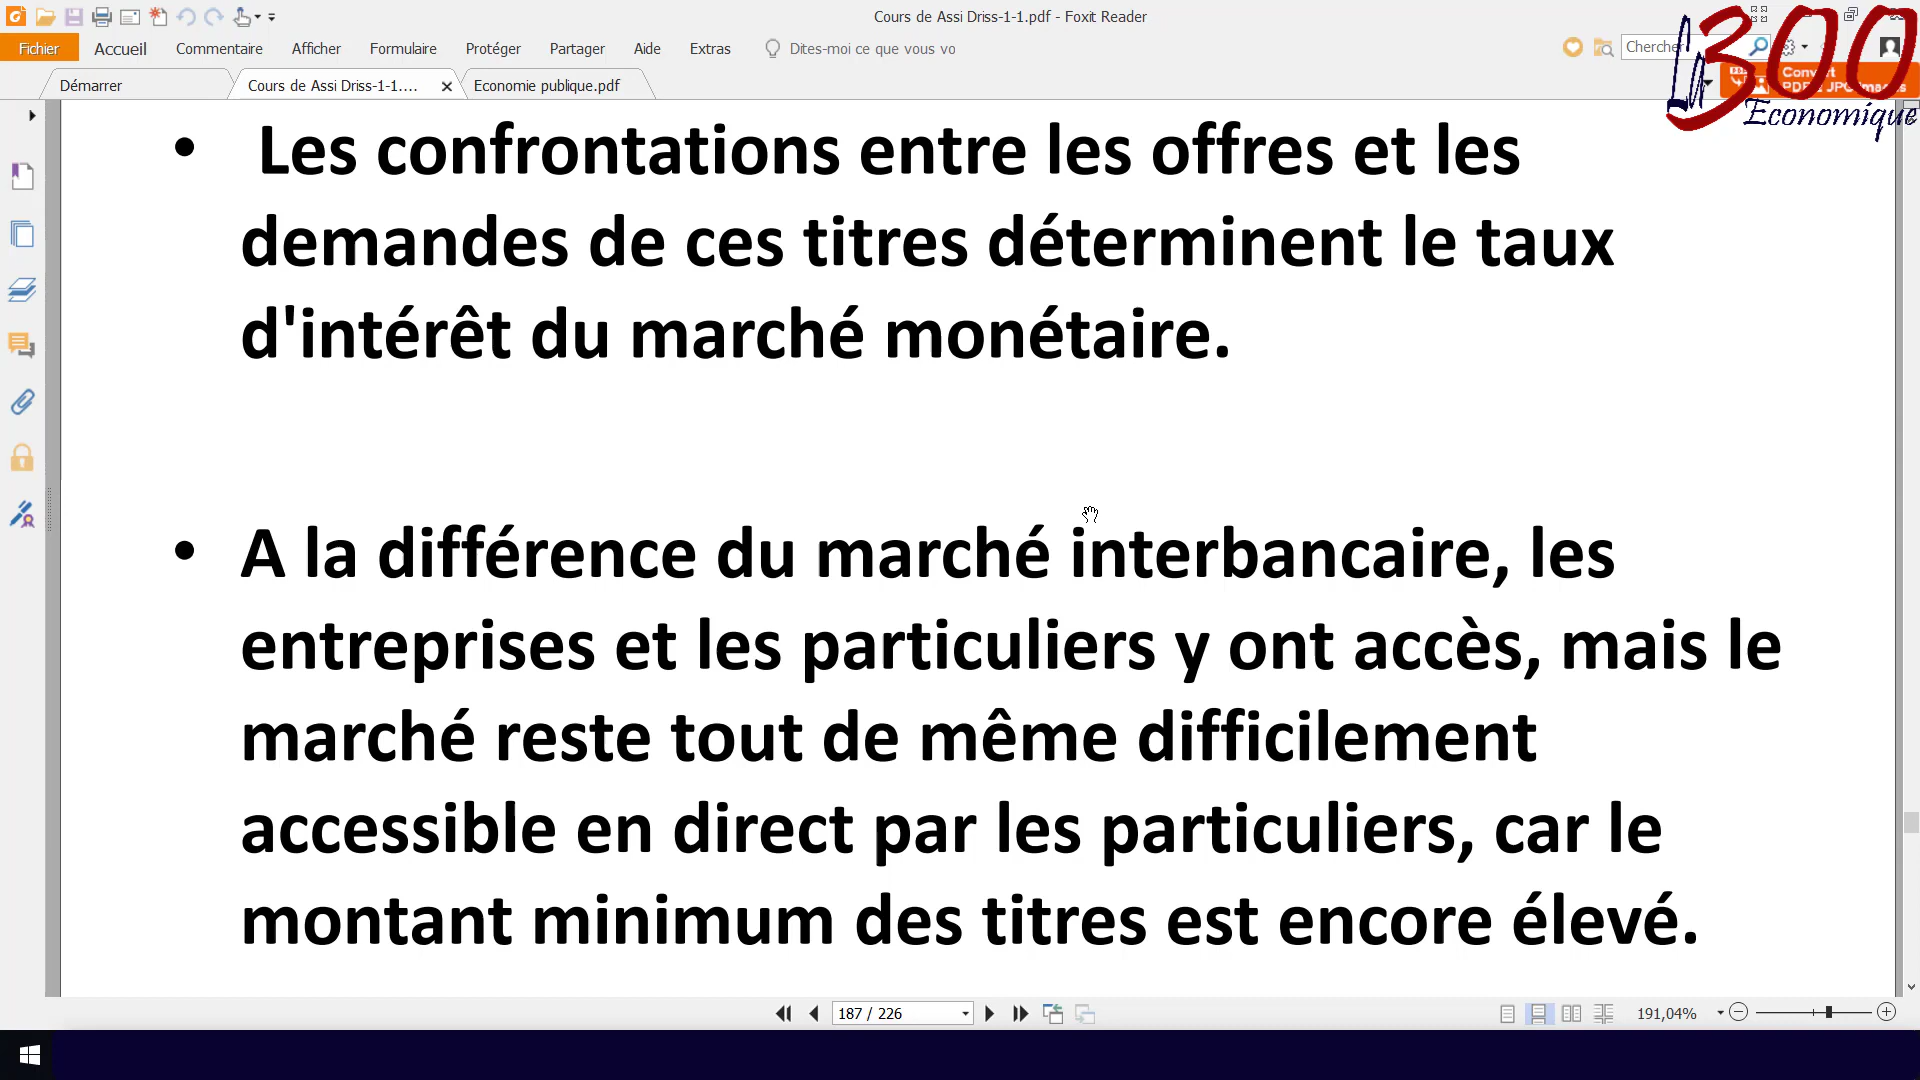 Cours de Assi Driss-1-1.pdf - Foxit Reader
Fichier Accueil Commentaire Afficher Formulaire Protéger Partager Aide Extras Dites-moi ce que vous vo
La 300 Economique
Démarrer Cours de Assi Driss-1-1.... Economie publique.pdf
• Les confrontations entre les offres et les
demandes de ces titres déterminent le taux
d'intérêt du marché monétaire.
• A la différence du marché interbancaire, les
entreprises et les particuliers y ont accès, mais le
marché reste tout de même difficilement
accessible en direct par les particuliers, car le
montant minimum des titres est encore élevé.
187 / 226
191,04%